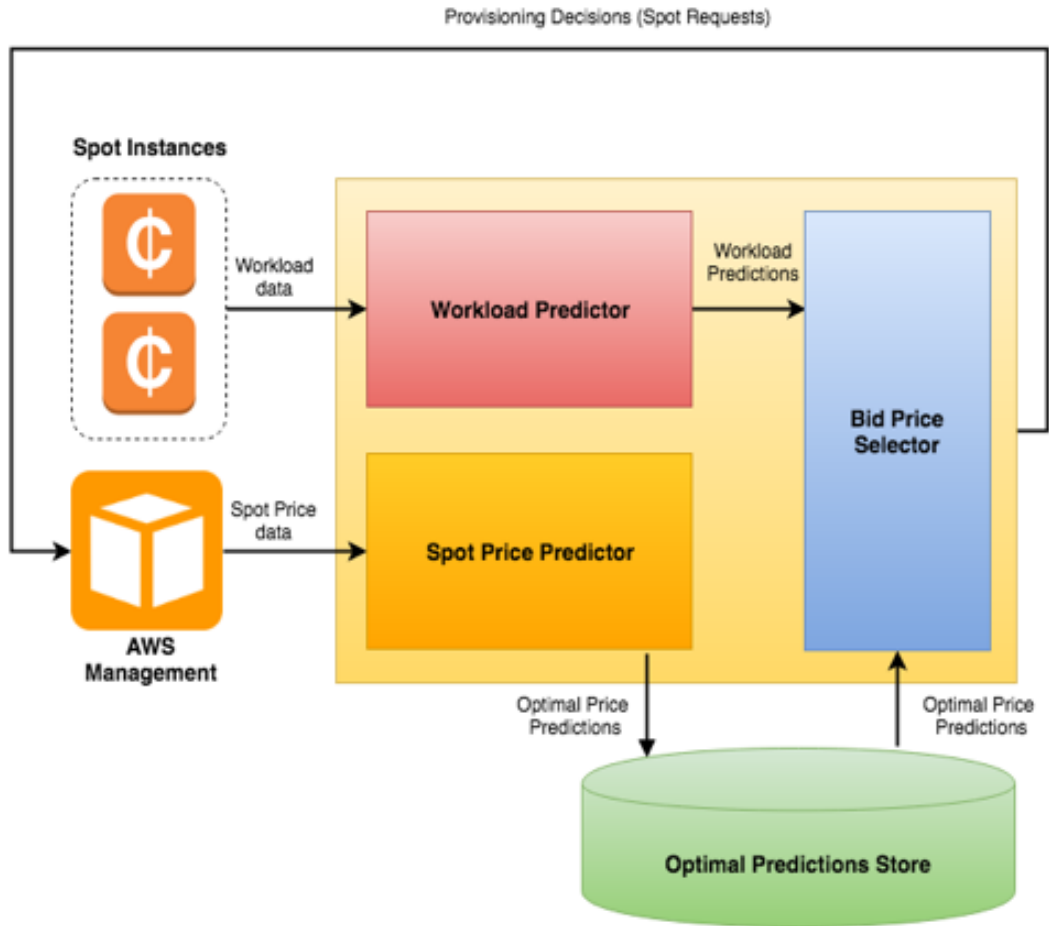 Provisioning Decisions (Spot Requests)
Spot Instances
¢
¢
Workload
data
Workload Predictor
Workload
Predictions
Bid Price
Selector
Spot Price
data
Spot Price Predictor
AWS
Management
Optimal Price
Predictions
Optimal Price
Predictions
Optimal Predictions Store